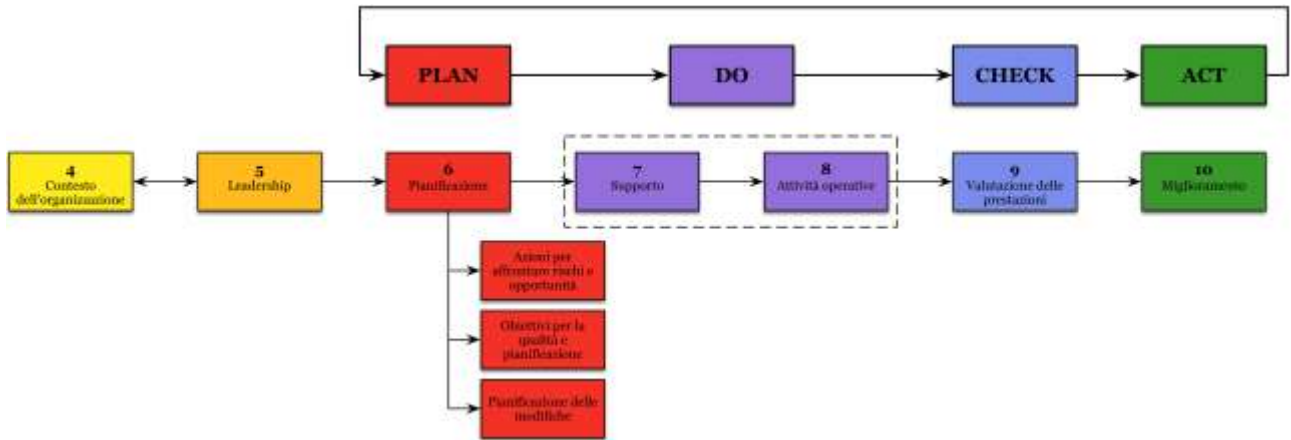 PLAN
DO
CHECK
ACT
4
Contesto
dell'organizzazione
5
Leadership
6
Pianificazione
7
Supporto
8
Attività operative
9
Valutazione delle
prestazioni
10
Miglioramento
Azioni per
affrontare rischi e
opportunità
Obiettivi per la
qualità e
pianificazione
Pianificazione delle
modifiche